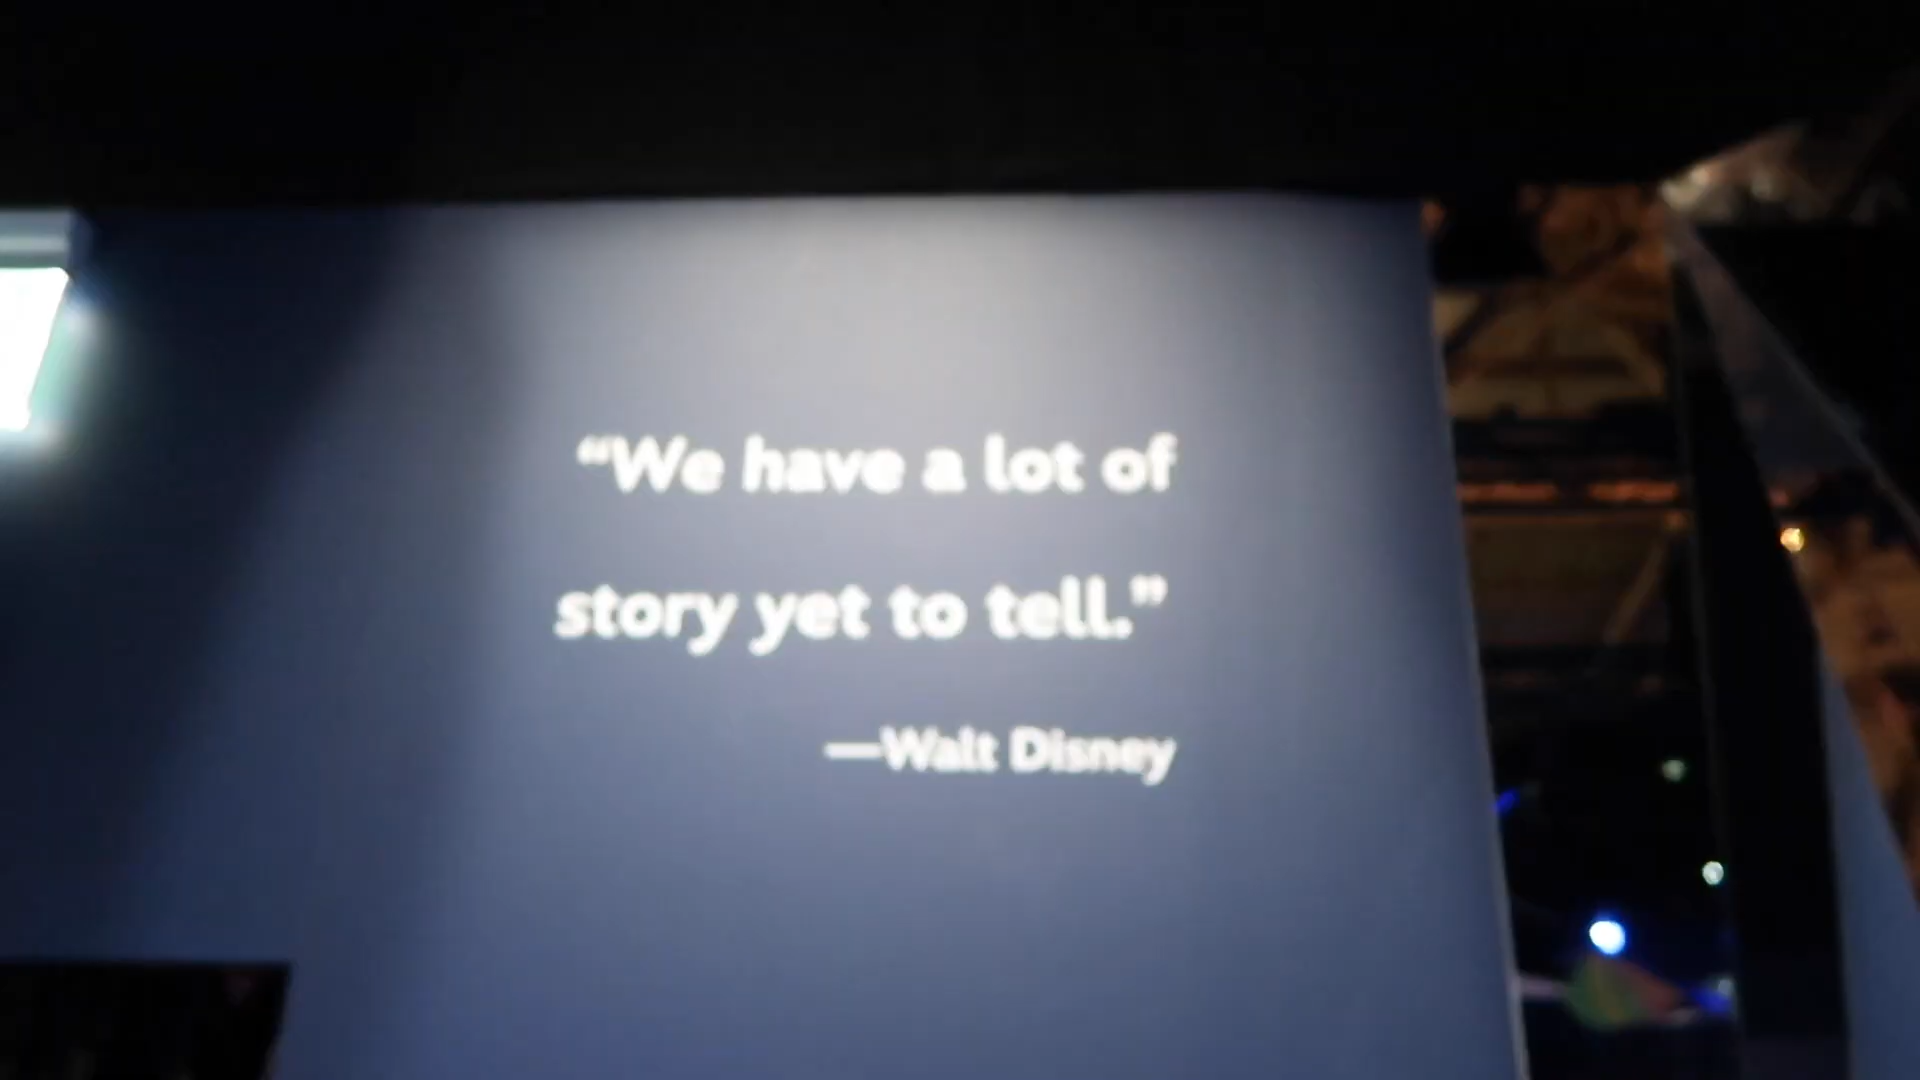 “We have a lot of
story yet to tell.”
—Walt Disney